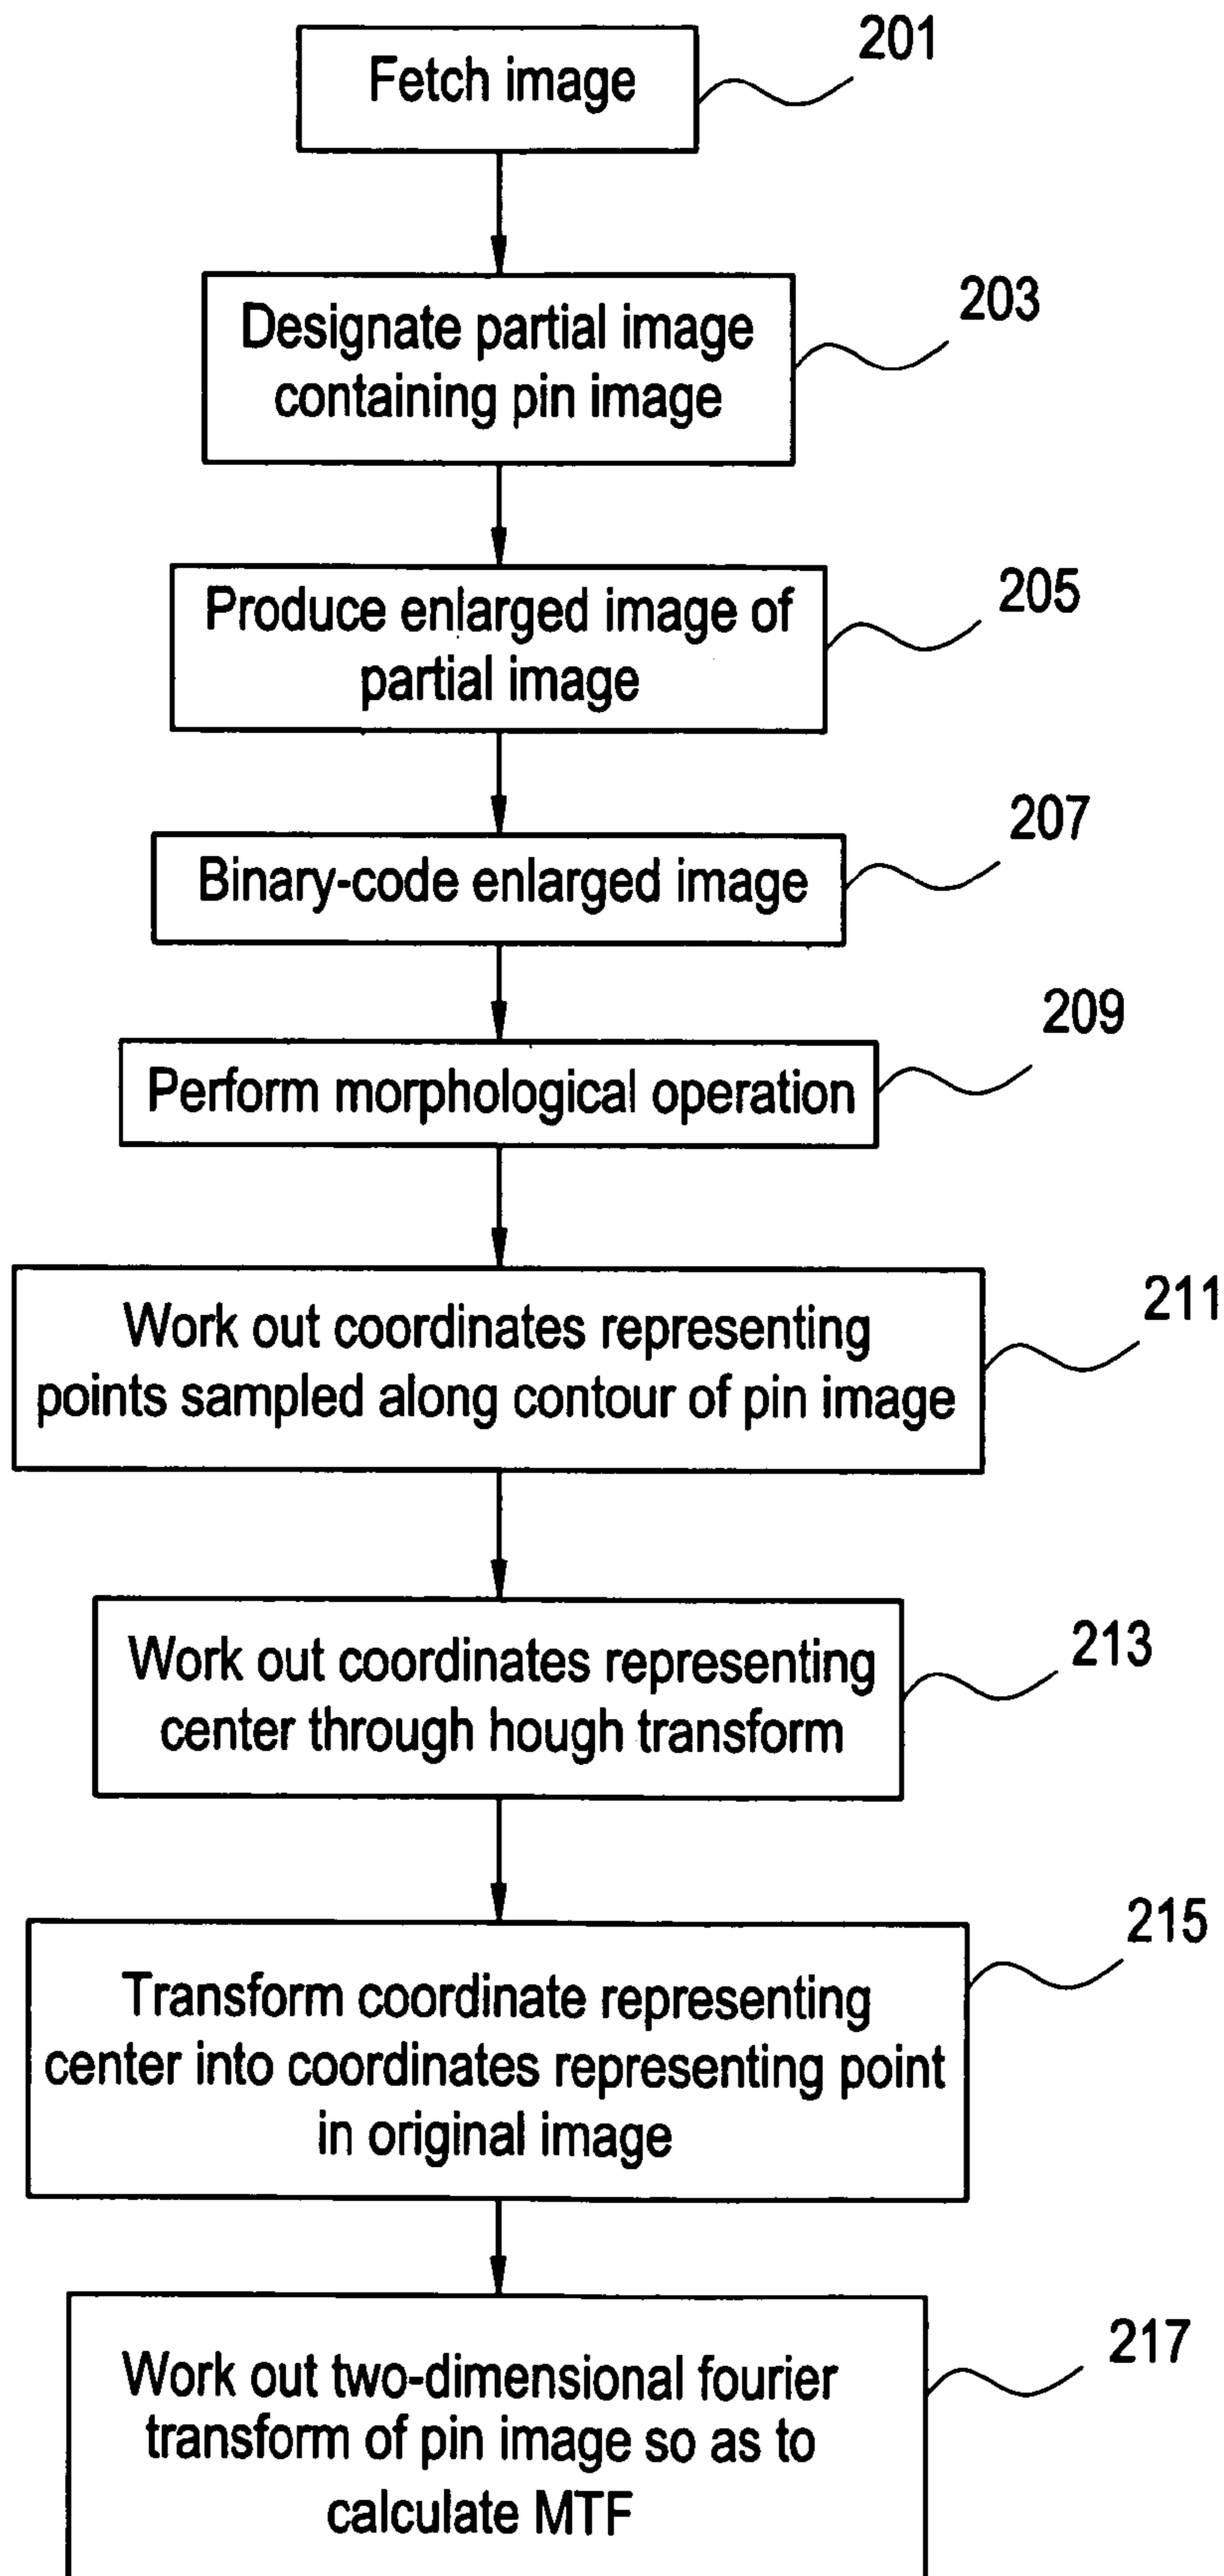 Fetch image
201
Designate partial image
containing pin image
203
Produce enlarged image of
partial image
205
Binary-code enlarged image
207
Perform morphological operation
209
Work out coordinates representing
points sampled along contour of pin image
211
Work out coordinates representing
center through hough transform
213
Transform coordinate representing
center into coordinates representing point
in original image
215
Work out two-dimensional fourier
transform of pin image so as to
calculate MTF
217